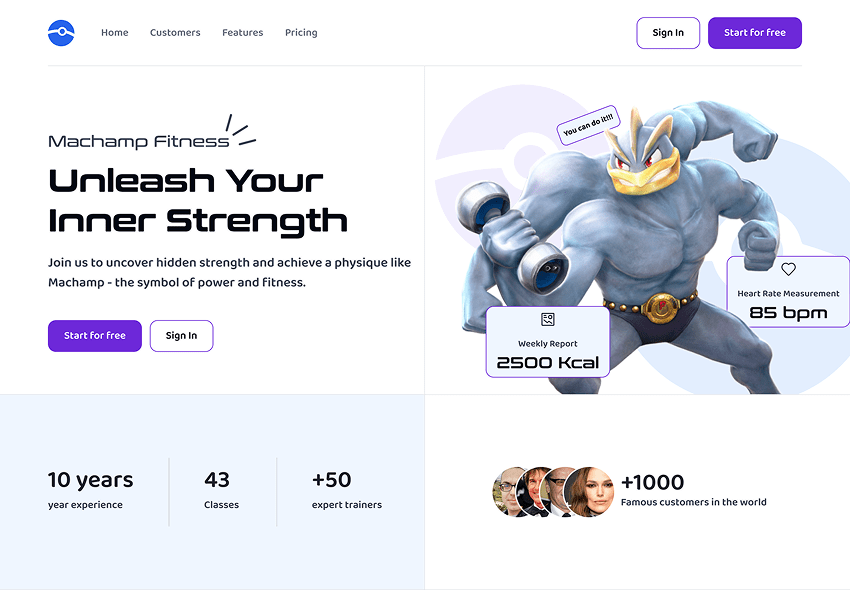 Home
Customers
Features
Pricing
Sign In
Start for free
Machamp Fitness
Unleash Your
Inner Strength
Join us to uncover hidden strength and achieve a physique like
Machamp - the symbol of power and fitness.
Start for free
Sign In
You can do it!!!
Heart Rate Measurement
85 bpm
Weekly Report
2500 Kcal
10 years
year experience
43
Classes
+50
expert trainers
+1000
Famous customers in the world